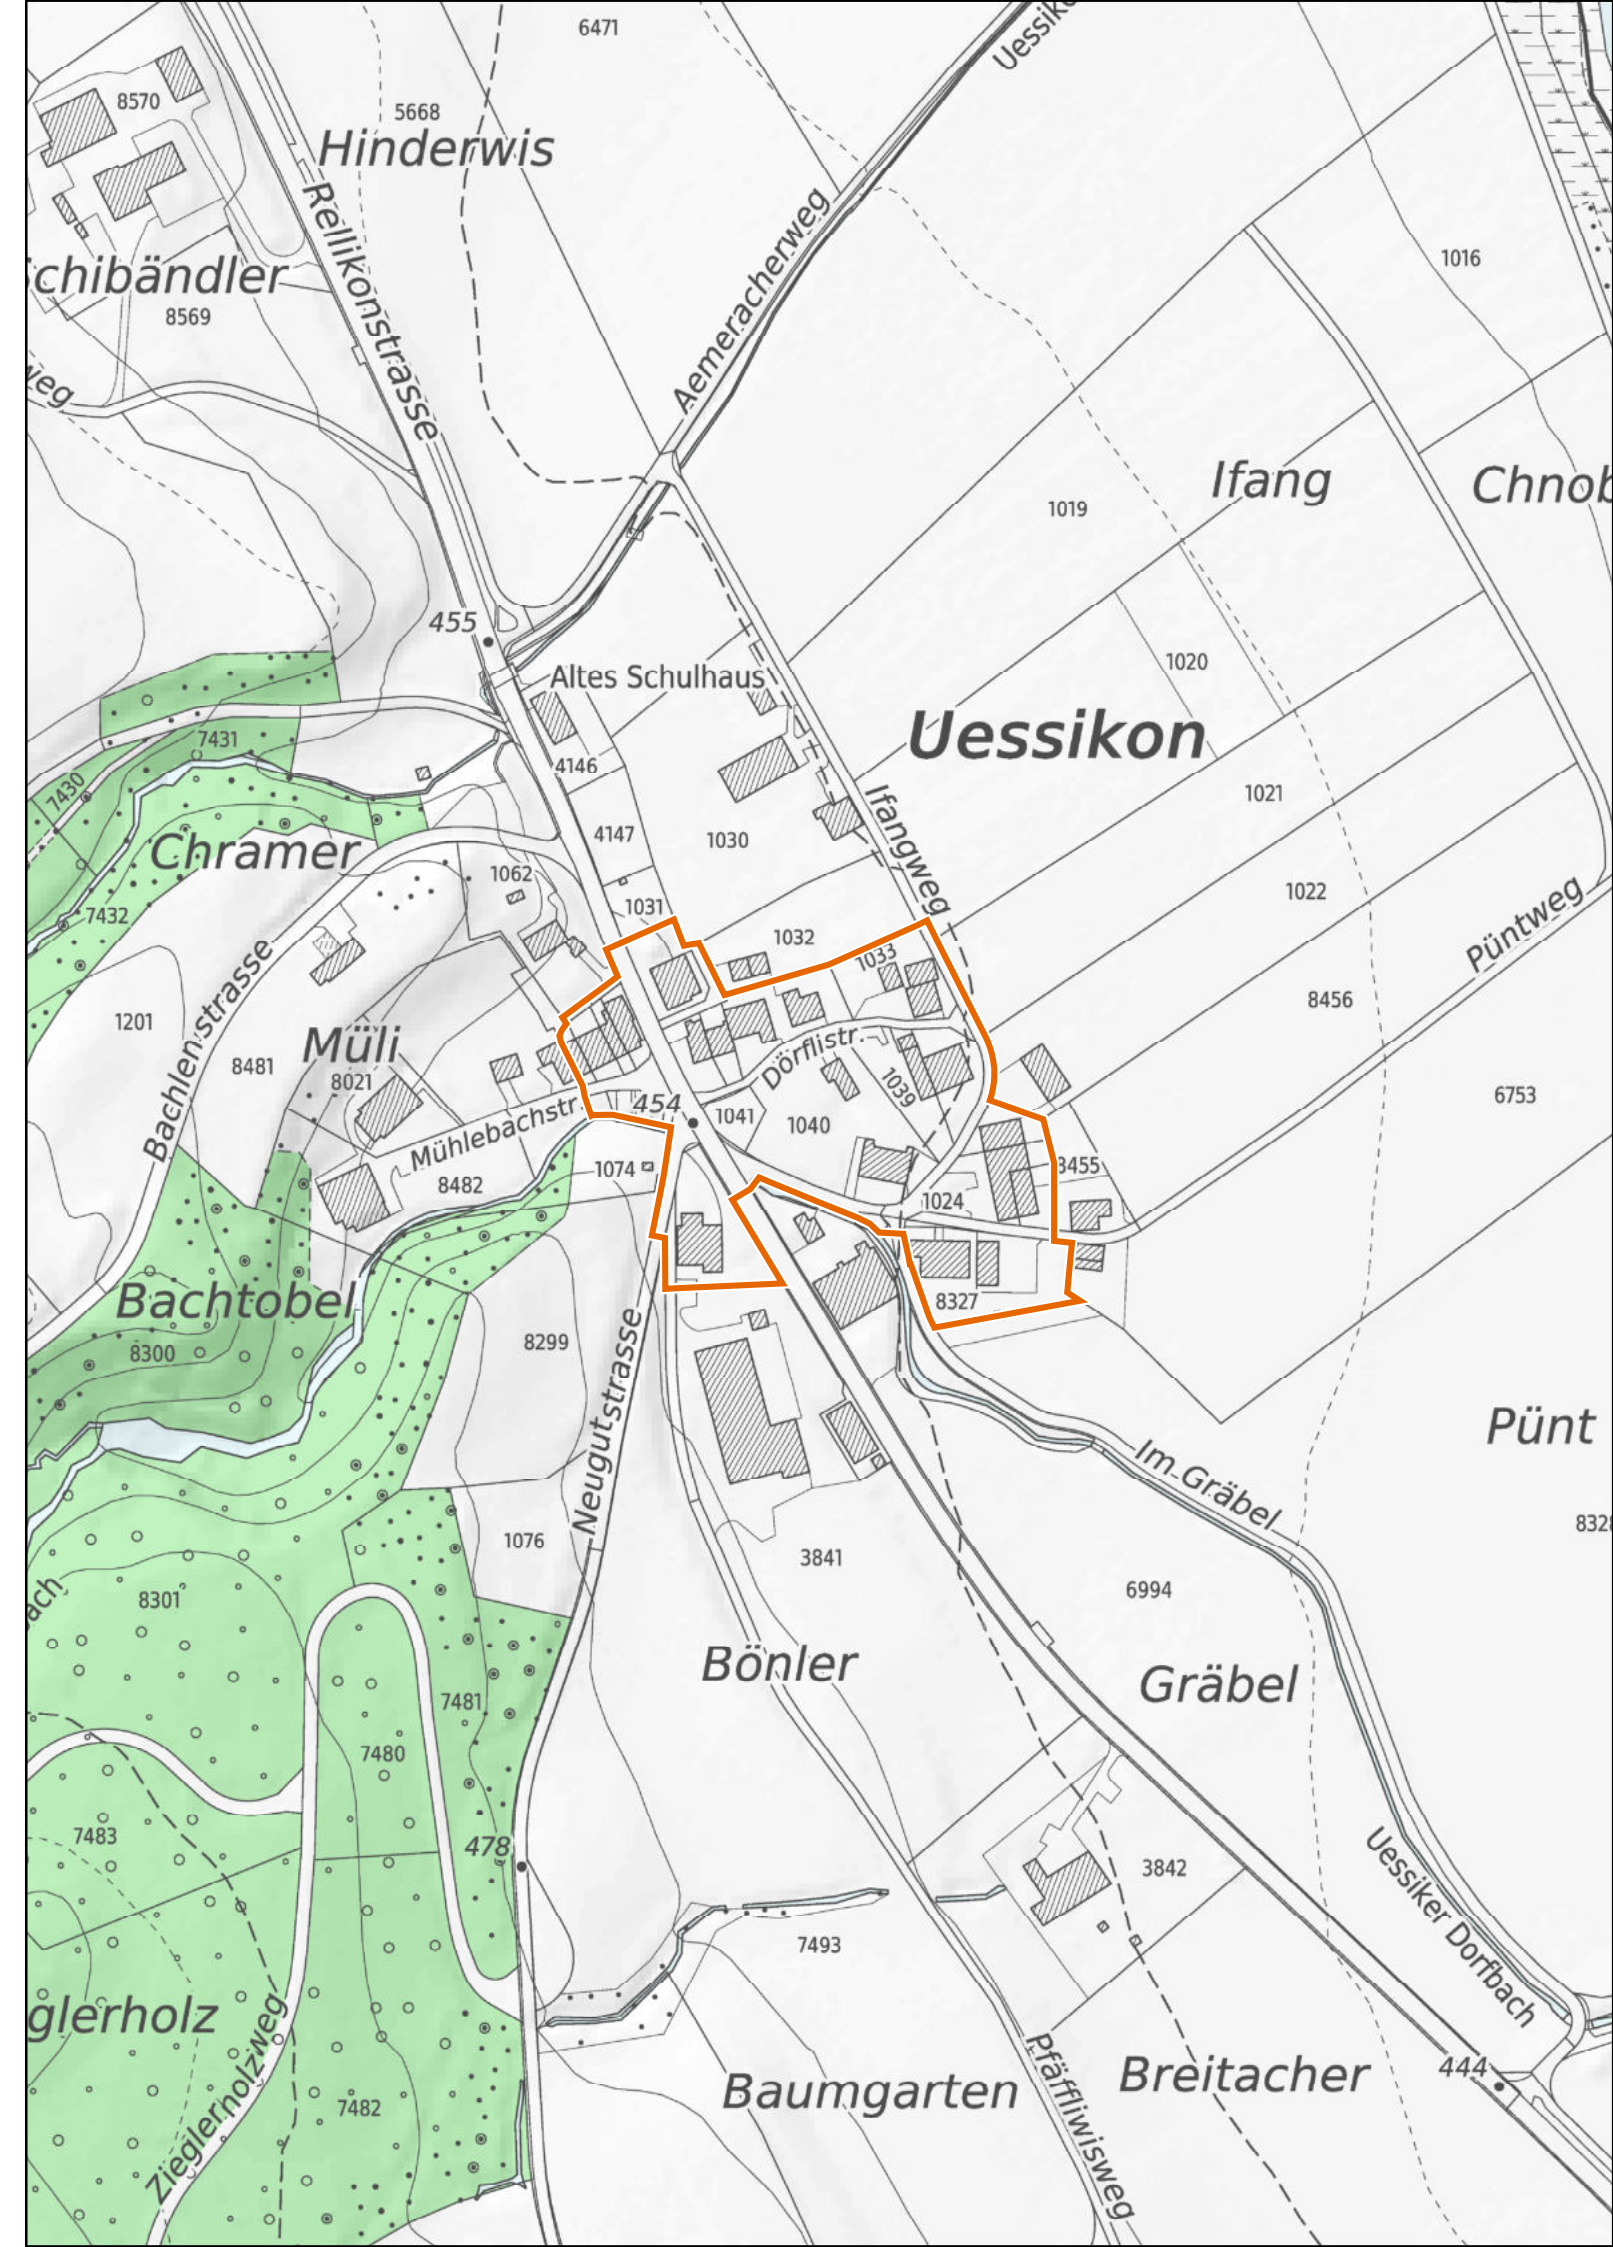 6471
Uessik
8570
5668
Hinderwis
Rellikonstrasse
Aemeracherweg
1016
chibändler
8569
weg
Ifang
Chnob
1019
455
Altes Schulhaus
1020
Uessikon
7431
4146
7430
1021
Ifangweg
4147
1030
Chramer
1062
1022
7432
1031
Püntweg
1032
1033
8456
Bachlenstrasse
1201
Müli
8481
8021
Dörflistr.
1039
6753
Mühlebachstr.
454
1041
1040
8455
1074
8482
1024
Bachtobel
8327
8300
8299
Neugutstrasse
Pünt
Im Gräbel
1076
832
3841
ach
8301
6994
Bönler
Gräbel
7481
7480
7483
478
3842
Uessiker Dorfbach
7493
glerholz
Zieglerholzweg
Pfäffliwisweg
Breitacher
444
Baumgarten
7482